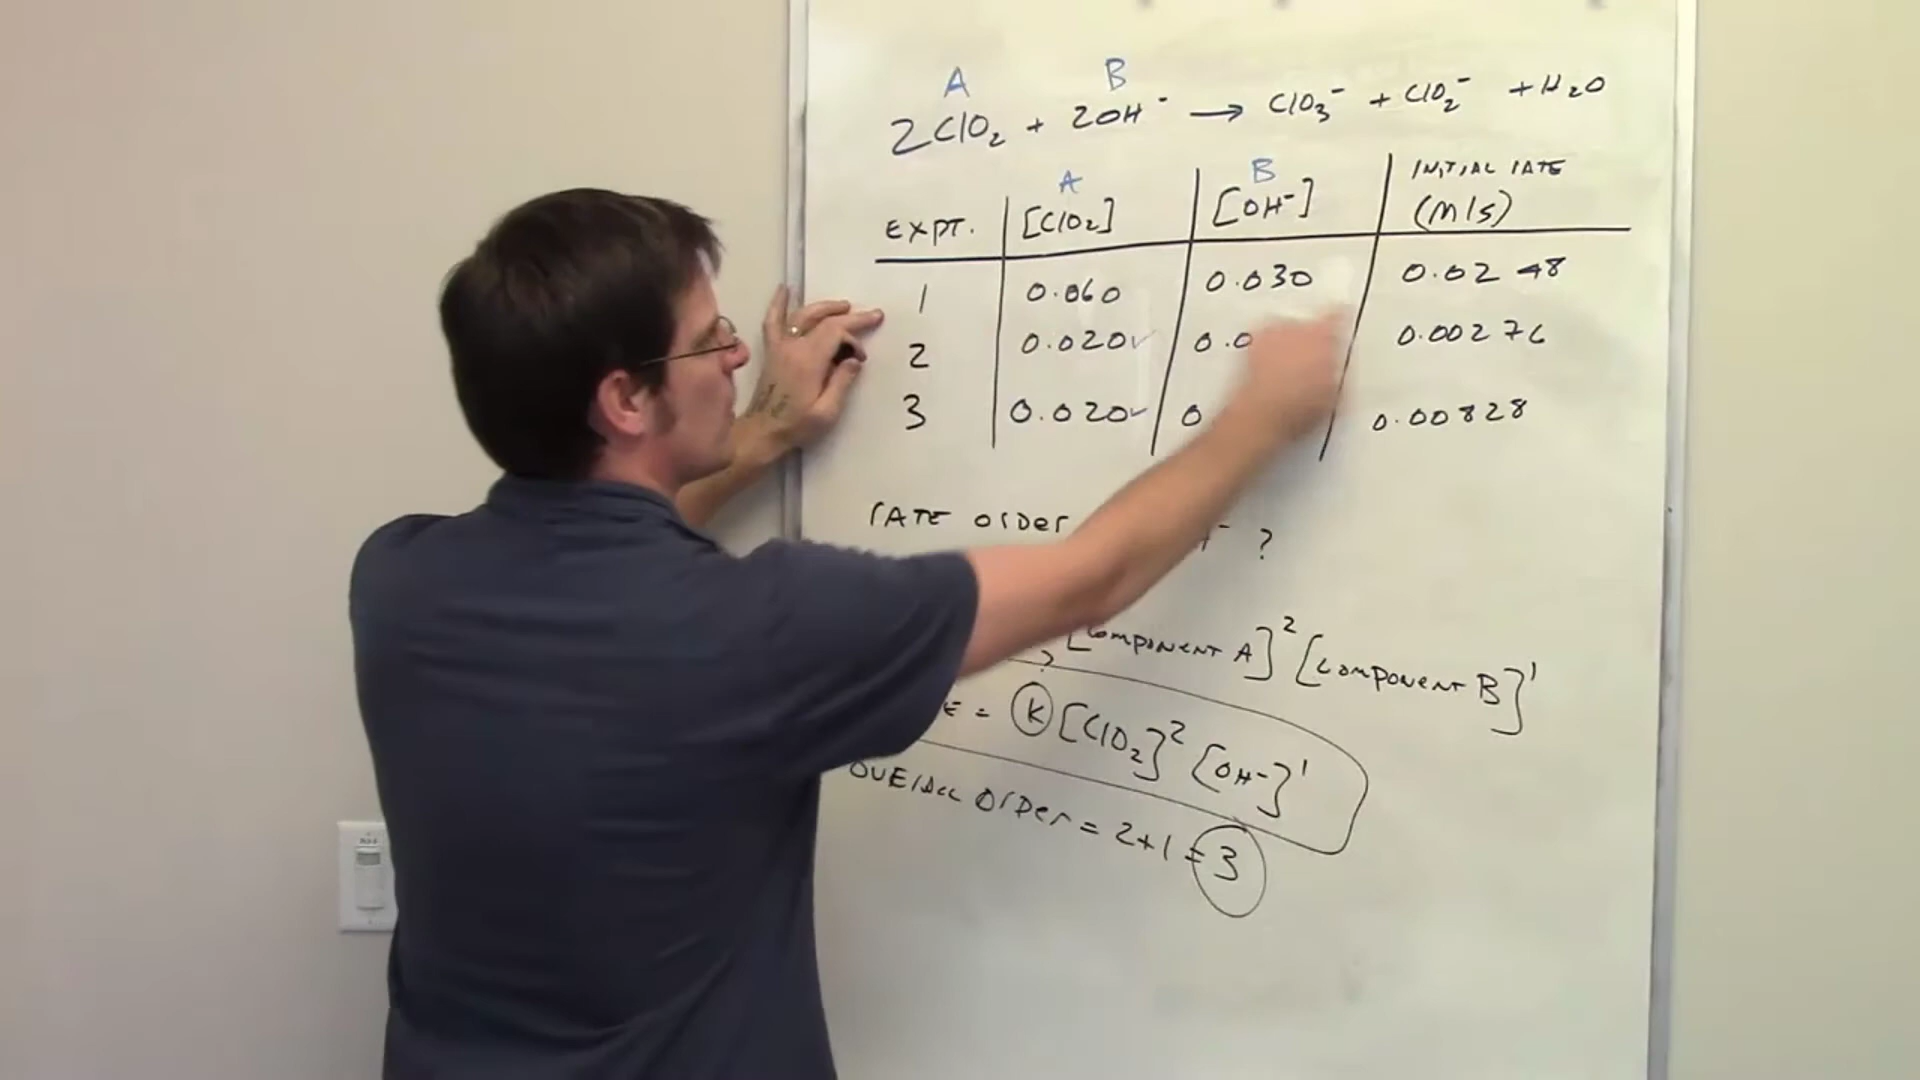 A B
2ClO₂ + 2OH⁻ → ClO₃⁻ + ClO₂⁻ + H₂O
A B INITIAL RATE
EXPT. [ClO₂] [OH⁻] (M/s)
1 0.060 0.030 0.0248
2 0.020✓ 0.0 0.00276
3 0.020✓ 0 0.00828
RATE Order ⁻ ?
[Component A]² [Component B]¹
?
E = k [ClO₂]² [OH⁻]¹
OVERALL Order = 2+1 = 3